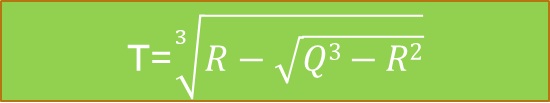 T=∛(R − √(Q³ − R²))